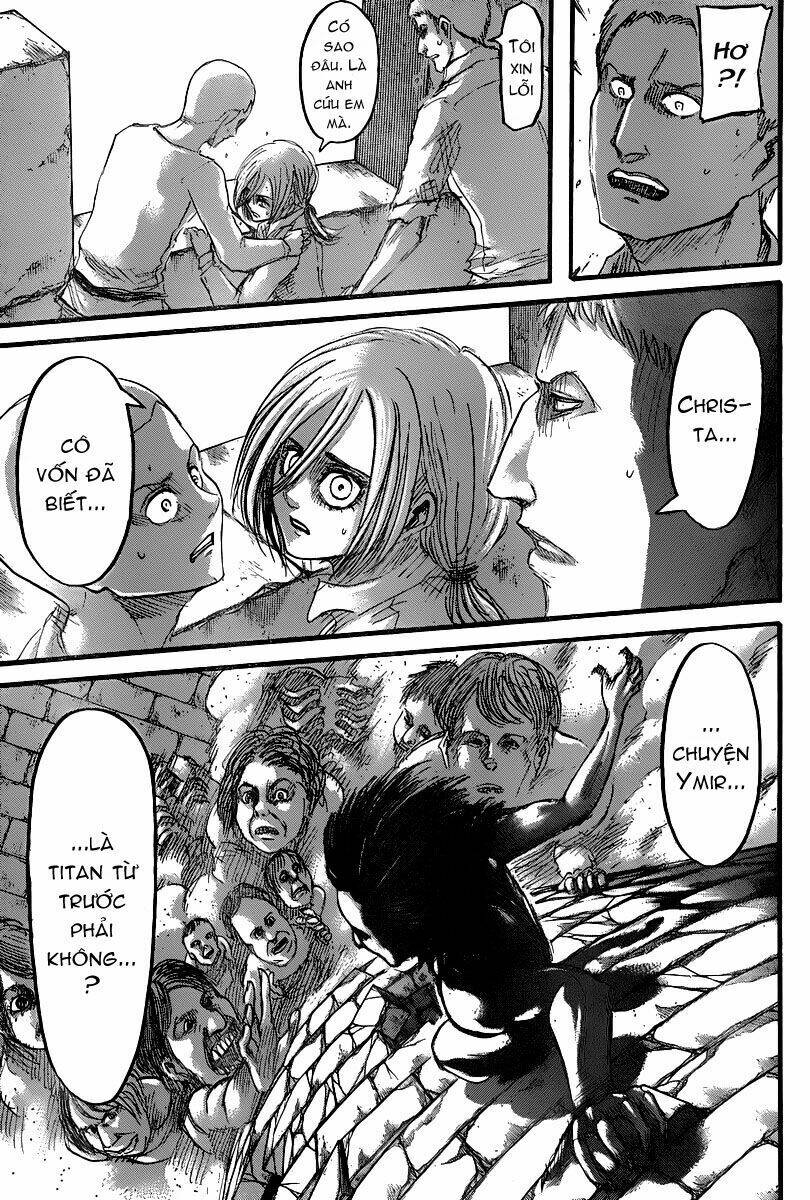 Hơ
?!
Tôi
xin lỗi
Có
sao
đâu. Là
anh
cứu em
mà.
Chris-
ta...
Cô
vốn đã
biết...
...
chuyện
Ymir...
...là
Titan từ
trước
phải
không...
?